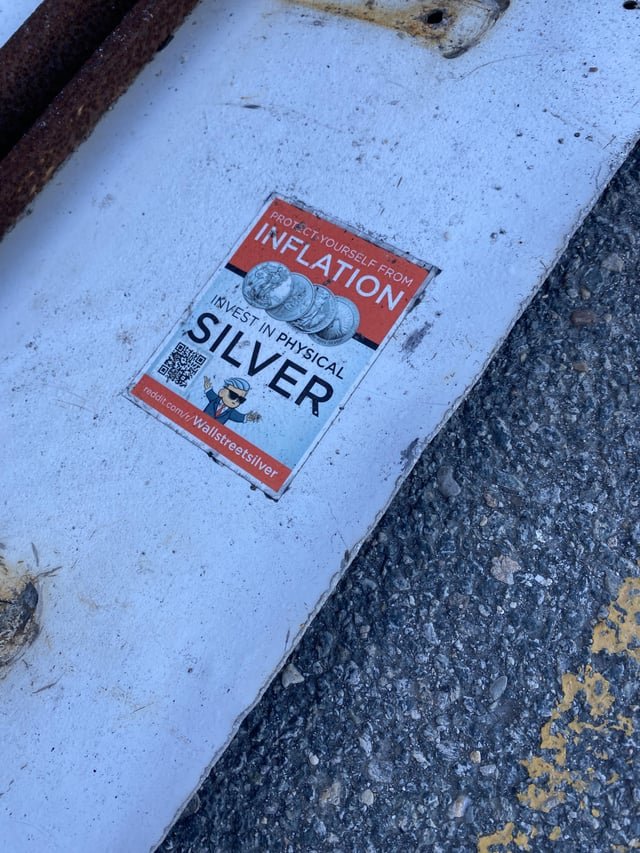 PROTECT YOURSELF FROM
INFLATION
INVEST IN PHYSICAL
SILVER
reddit.com/r/Wallstreetsilver